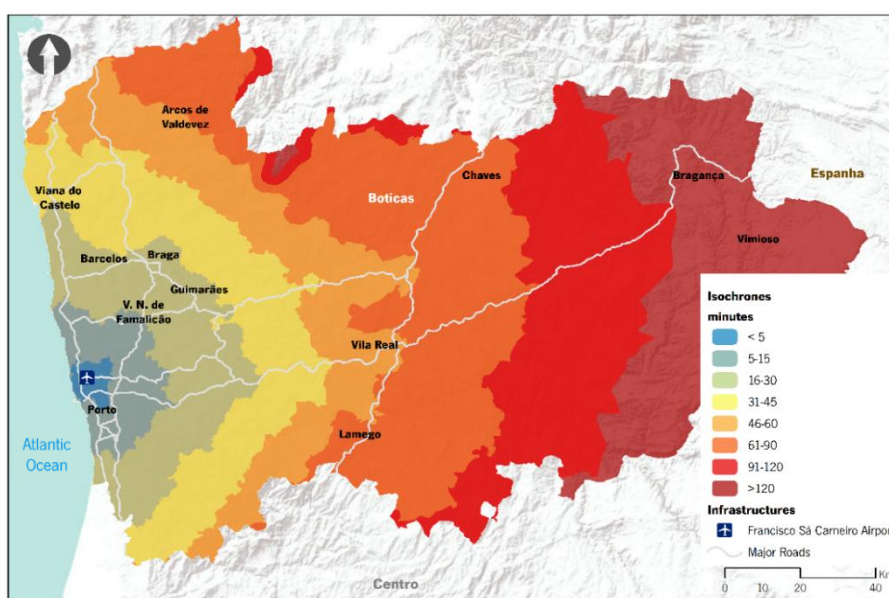 Arcos de
Valdevez
Viana do
Castelo
Boticas
Chaves
Bragança
Espanha
Vimioso
Barcelos
Braga
Guimarães
V. N. de
Famalicão
Vila Real
Porto
Lamego
Atlantic
Ocean
Centro
Isochrones
minutes
< 5
5-15
16-30
31-45
46-60
61-90
91-120
>120
Infrastructures
Francisco Sá Carneiro Airpor
Major Roads
0 10 20 40 Km